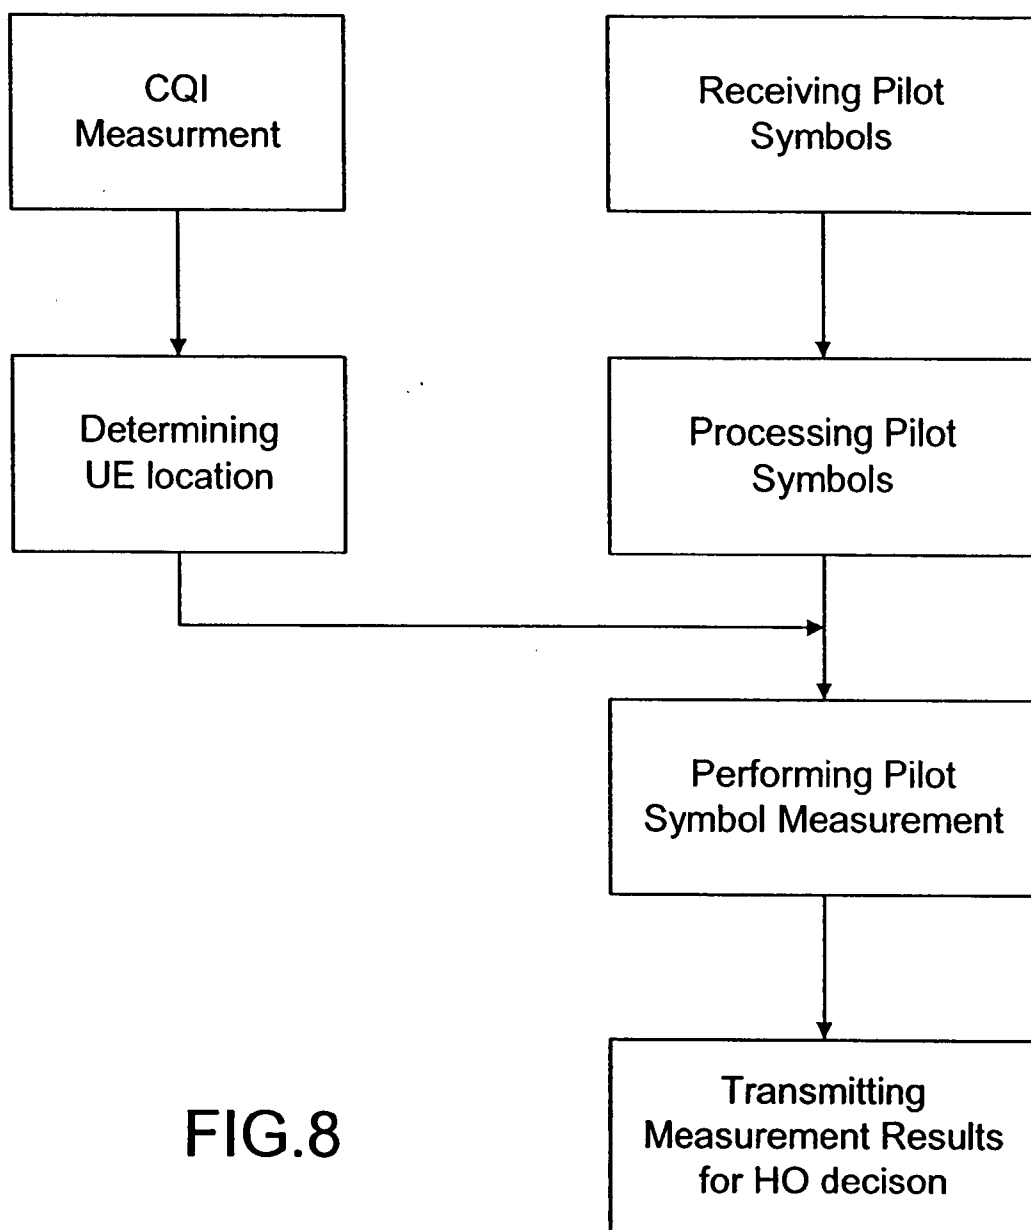 CQI
Measurment
Receiving Pilot
Symbols
Determining
UE location
Processing Pilot
Symbols
Performing Pilot
Symbol Measurement
Transmitting
Measurement Results
for HO decison
FIG.8